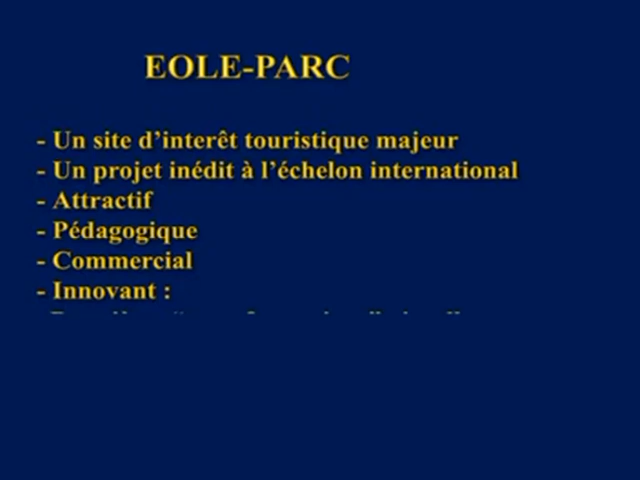 EOLE-PARC
- Un site d'interêt touristique majeur
- Un projet inédit à l'échelon international
- Attractif
- Pédagogique
- Commercial
- Innovant :